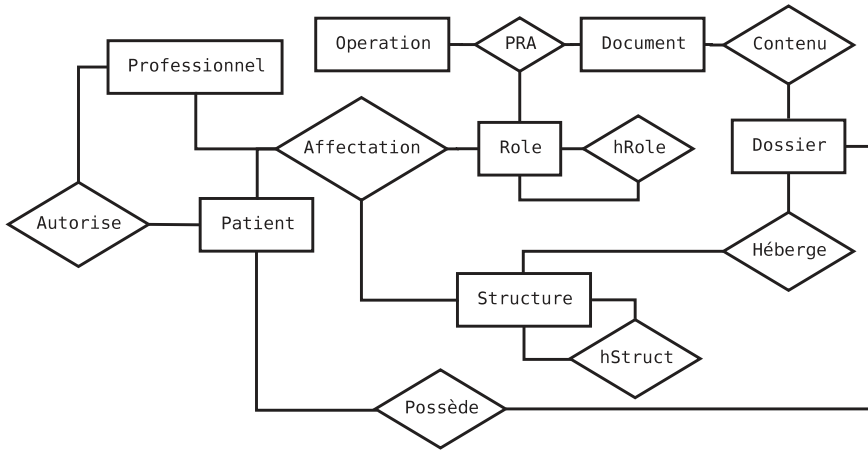 Operation
PRA
Document
Contenu
Professionnel
Affectation
Role
hRole
Dossier
Autorise
Patient
Héberge
Structure
hStruct
Possède